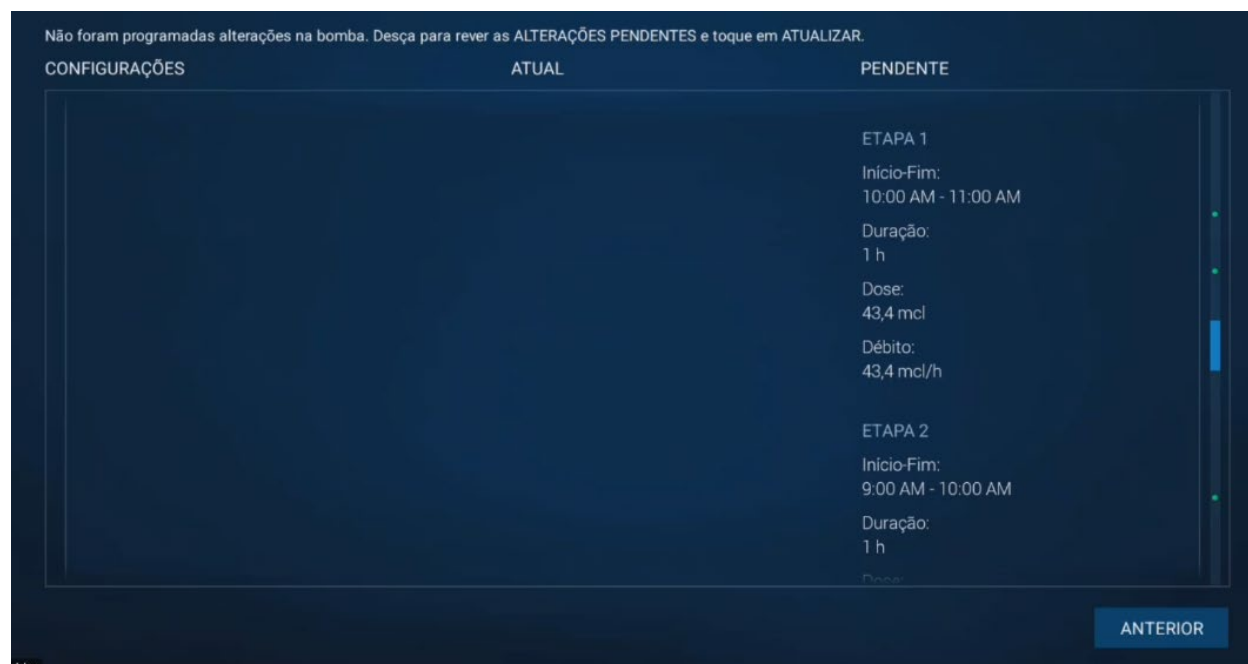 Não foram programadas alterações na bomba. Desça para rever as ALTERAÇÕES PENDENTES e toque em ATUALIZAR.
CONFIGURAÇÕES ATUAL PENDENTE
ETAPA 1
Início-Fim:
10:00 AM - 11:00 AM
Duração:
1 h
Dose:
43,4 mcl
Débito:
43,4 mcl/h
ETAPA 2
Início-Fim:
9:00 AM - 10:00 AM
Duração:
1 h
Dose:
ANTERIOR